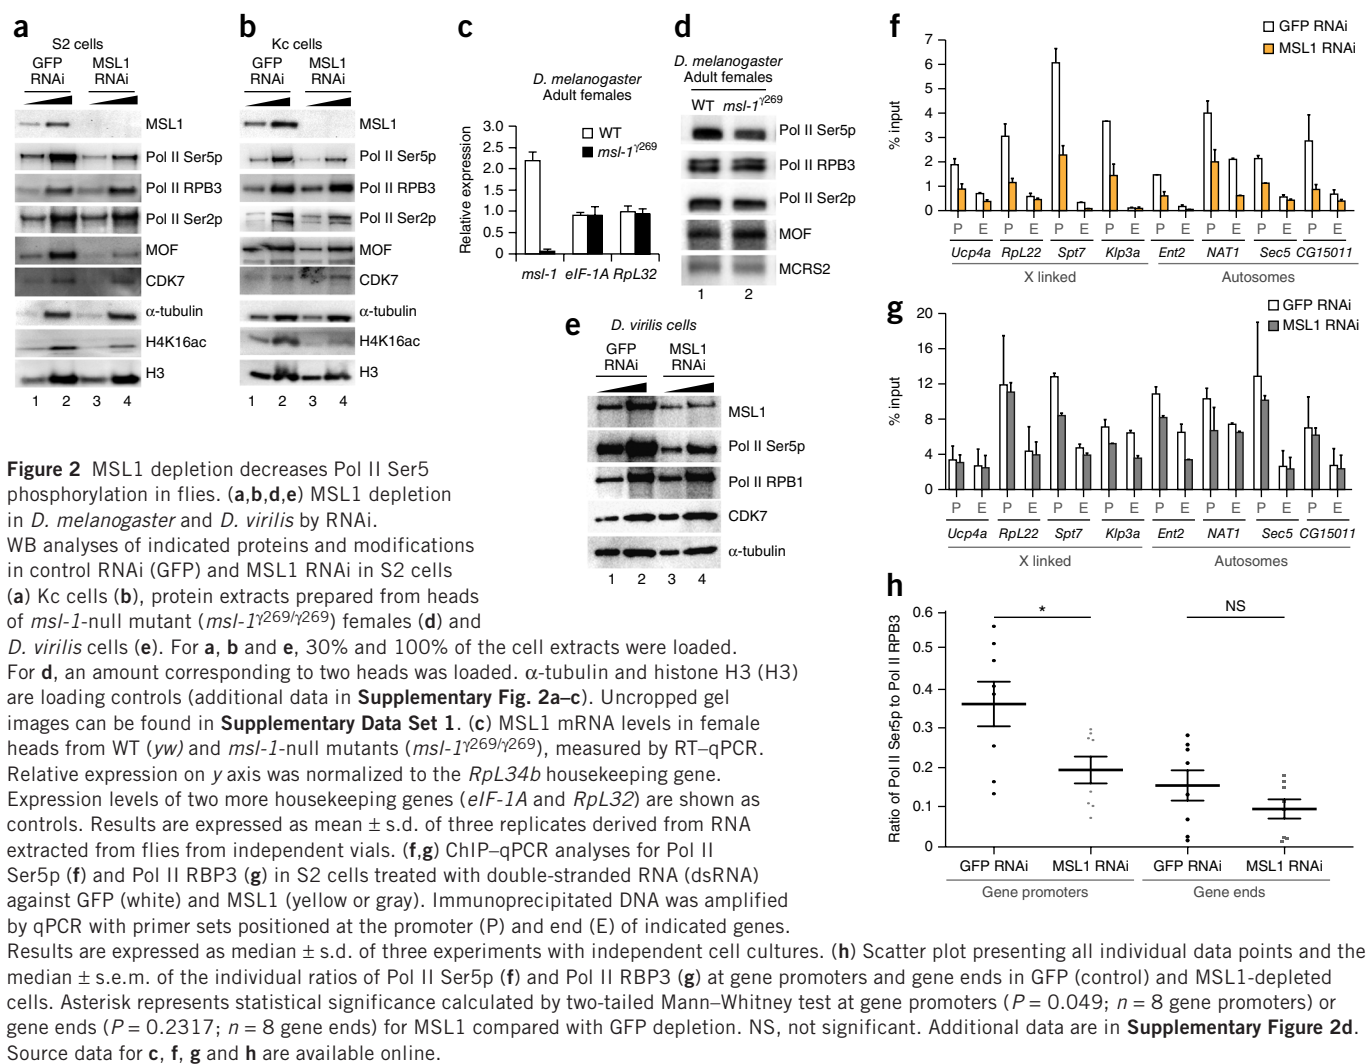 a
S2 cells
GFP RNAi
MSL1 RNAi
MSL1
Pol II Ser5p
Pol II RPB3
Pol II Ser2p
MOF
CDK7
α-tubulin
H4K16ac
H3
1 2 3 4
b
Kc cells
GFP RNAi
MSL1 RNAi
MSL1
Pol II Ser5p
Pol II RPB3
Pol II Ser2p
MOF
CDK7
α-tubulin
H4K16ac
H3
1 2 3 4
c
D. melanogaster
Adult females
Relative expression
3.0
2.5
2.0
1.5
1.0
0.5
0
WT
msl-1γ269
msl-1 eIF-1A RpL32
d
D. melanogaster
Adult females
WT msl-1γ269
Pol II Ser5p
Pol II RPB3
Pol II Ser2p
MOF
MCRS2
1 2
e
D. virilis cells
GFP RNAi
MSL1 RNAi
MSL1
Pol II Ser5p
Pol II RPB1
CDK7
α-tubulin
1 2 3 4
f
GFP RNAi
MSL1 RNAi
% input
7
6
5
4
3
2
1
0
P E P E P E P E P E P E P E P E
Ucp4a RpL22 Spt7 Klp3a Ent2 NAT1 Sec5 CG15011
X linked Autosomes
g
GFP RNAi
MSL1 RNAi
% input
20
16
12
8
4
0
P E P E P E P E P E P E P E P E
Ucp4a RpL22 Spt7 Klp3a Ent2 NAT1 Sec5 CG15011
X linked Autosomes
h
Ratio of Pol II Ser5p to Pol II RPB3
0.6
0.5
0.4
0.3
0.2
0.1
0
* NS
GFP RNAi MSL1 RNAi GFP RNAi MSL1 RNAi
Gene promoters Gene ends
Figure 2 MSL1 depletion decreases Pol II Ser5
phosphorylation in flies. (a,b,d,e) MSL1 depletion
in D. melanogaster and D. virilis by RNAi.
WB analyses of indicated proteins and modifications
in control RNAi (GFP) and MSL1 RNAi in S2 cells
(a) Kc cells (b), protein extracts prepared from heads
of msl-1-null mutant (msl-1γ269/γ269) females (d) and
D. virilis cells (e). For a, b and e, 30% and 100% of the cell extracts were loaded.
For d, an amount corresponding to two heads was loaded. α-tubulin and histone H3 (H3)
are loading controls (additional data in Supplementary Fig. 2a–c). Uncropped gel
images can be found in Supplementary Data Set 1. (c) MSL1 mRNA levels in female
heads from WT (yw) and msl-1-null mutants (msl-1γ269/γ269), measured by RT–qPCR.
Relative expression on y axis was normalized to the RpL34b housekeeping gene.
Expression levels of two more housekeeping genes (eIF-1A and RpL32) are shown as
controls. Results are expressed as mean ± s.d. of three replicates derived from RNA
extracted from flies from independent vials. (f,g) ChIP–qPCR analyses for Pol II
Ser5p (f) and Pol II RBP3 (g) in S2 cells treated with double-stranded RNA (dsRNA)
against GFP (white) and MSL1 (yellow or gray). Immunoprecipitated DNA was amplified
by qPCR with primer sets positioned at the promoter (P) and end (E) of indicated genes.
Results are expressed as median ± s.d. of three experiments with independent cell cultures. (h) Scatter plot presenting all individual data points and the
median ± s.e.m. of the individual ratios of Pol II Ser5p (f) and Pol II RBP3 (g) at gene promoters and gene ends in GFP (control) and MSL1-depleted
cells. Asterisk represents statistical significance calculated by two-tailed Mann–Whitney test at gene promoters (P = 0.049; n = 8 gene promoters) or
gene ends (P = 0.2317; n = 8 gene ends) for MSL1 compared with GFP depletion. NS, not significant. Additional data are in Supplementary Figure 2d.
Source data for c, f, g and h are available online.